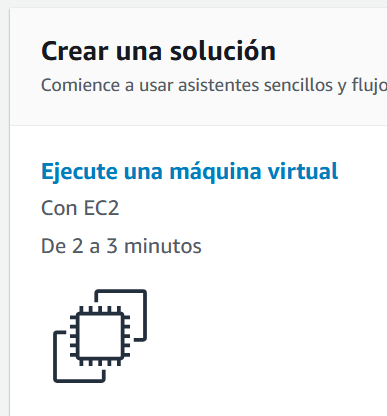 Crear una solución
Comience a usar asistentes sencillos y flujo
Ejecute una máquina virtual
Con EC2
De 2 a 3 minutos